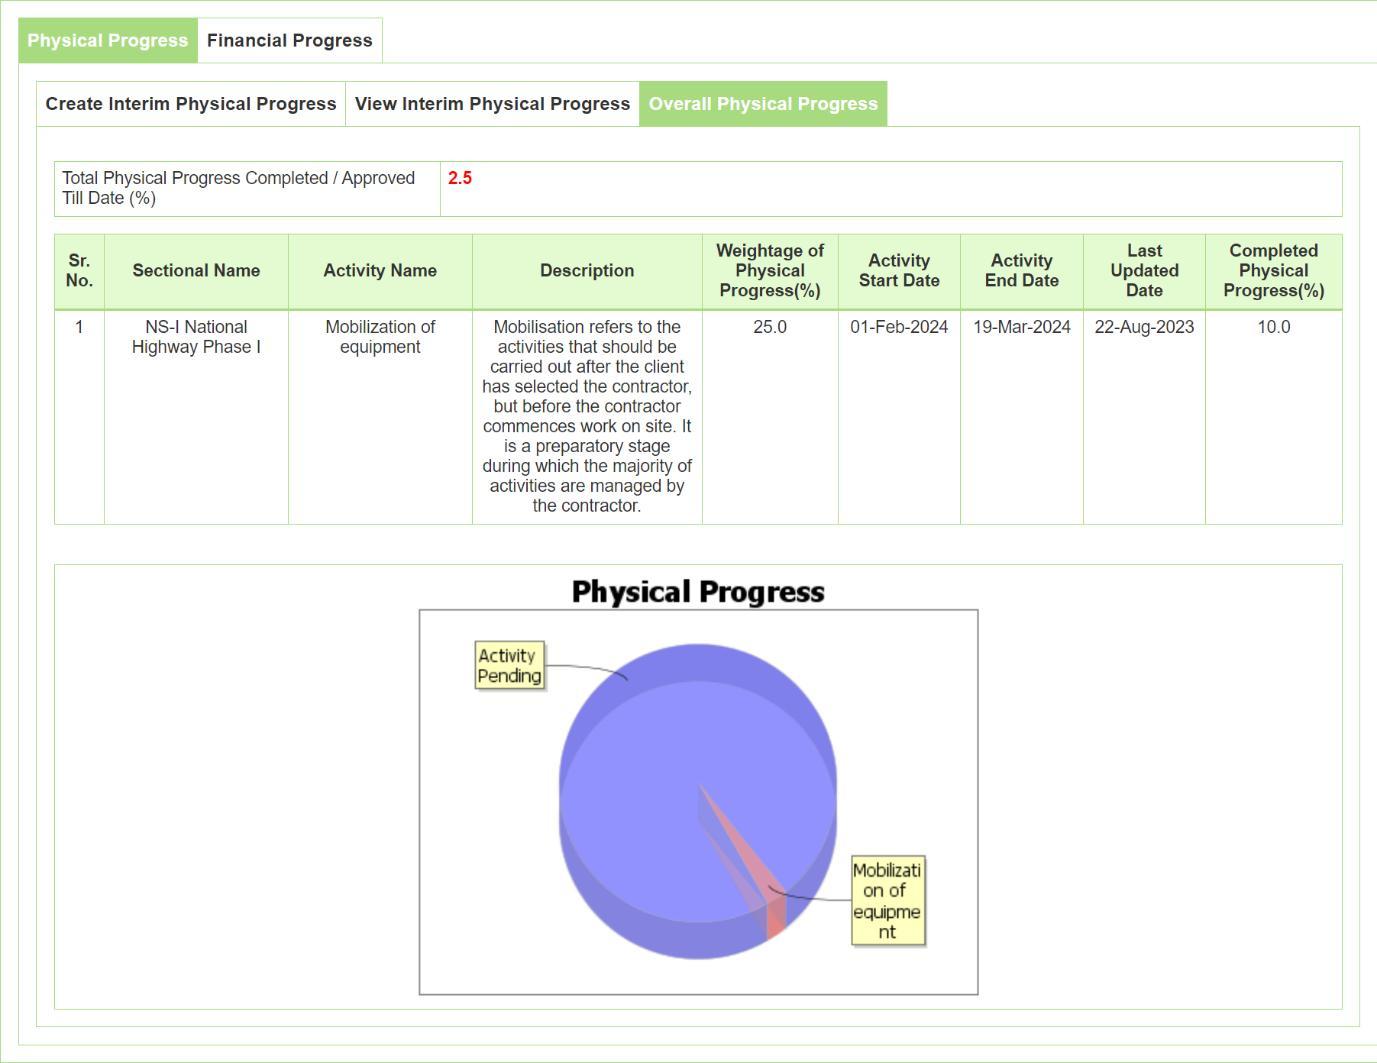 Physical Progress
Financial Progress
Create Interim Physical Progress
View Interim Physical Progress
Overall Physical Progress
Total Physical Progress Completed / Approved
Till Date (%)
2.5
Sr.
No.
Sectional Name
Activity Name
Description
Weightage of
Physical
Progress(%)
Activity
Start Date
Activity
End Date
Last
Updated
Date
Completed
Physical
Progress(%)
1
NS-I National
Highway Phase I
Mobilization of
equipment
Mobilisation refers to the
activities that should be
carried out after the client
has selected the contractor,
but before the contractor
commences work on site. It
is a preparatory stage
during which the majority of
activities are managed by
the contractor.
25.0
01-Feb-2024
19-Mar-2024
22-Aug-2023
10.0
Physical Progress
Activity
Pending
Mobilizati
on of
equipme
nt